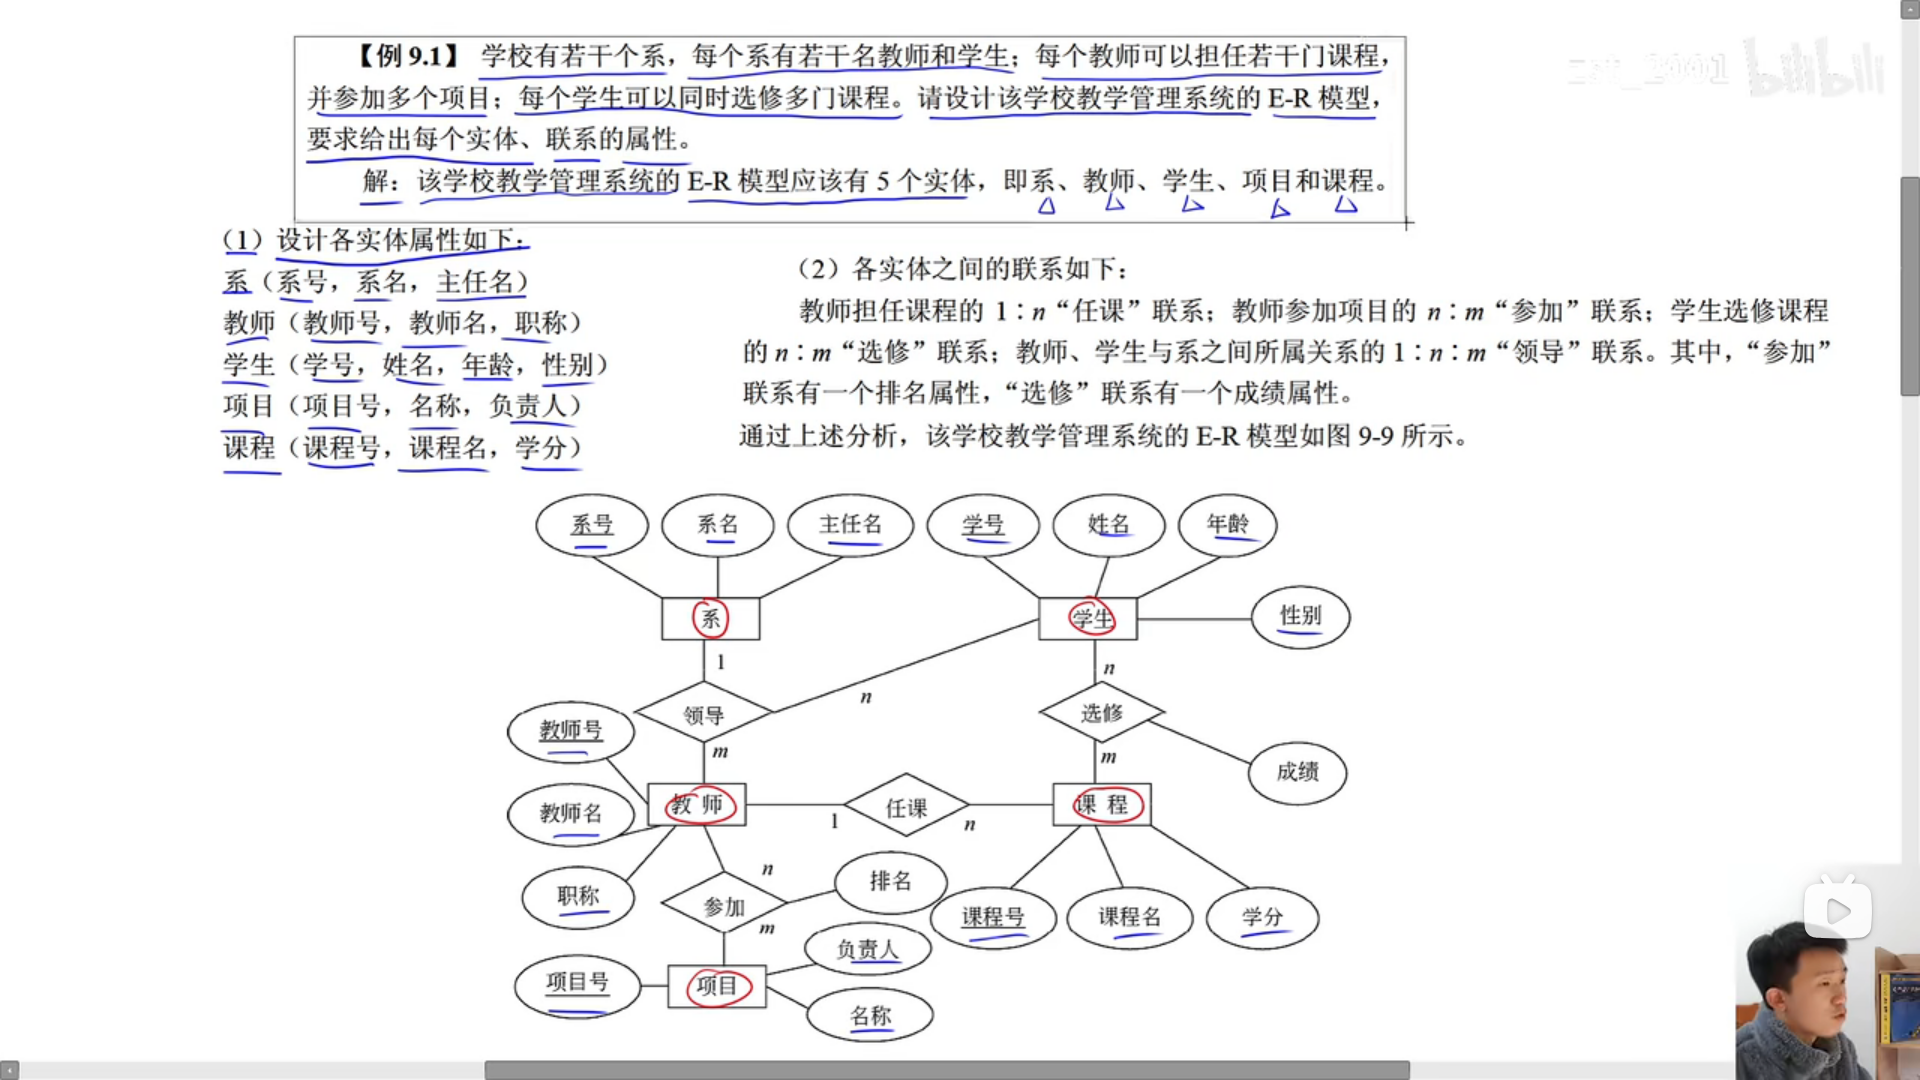 【例 9.1】 学校有若干个系，每个系有若干名教师和学生；每个教师可以担任若干门课程，
并参加多个项目；每个学生可以同时选修多门课程。请设计该学校教学管理系统的 E-R 模型，
要求给出每个实体、联系的属性。
解：该学校教学管理系统的 E-R 模型应该有 5 个实体，即系、教师、学生、项目和课程。
（1）设计各实体属性如下：
系（系号，系名，主任名）
教师（教师号，教师名，职称）
学生（学号，姓名，年龄，性别）
项目（项目号，名称，负责人）
课程（课程号，课程名，学分）
（2）各实体之间的联系如下：
教师担任课程的 1∶n“任课”联系；教师参加项目的 n∶m“参加”联系；学生选修课程
的 n∶m“选修”联系；教师、学生与系之间所属关系的 1∶n∶m“领导”联系。其中，“参加”
联系有一个排名属性，“选修”联系有一个成绩属性。
通过上述分析，该学校教学管理系统的 E-R 模型如图 9-9 所示。
系号 系名 主任名 学号 姓名 年龄
系 学生 性别
1 n
领导 n 选修
教师号 m m
成绩
教师 任课 课程
教师名 1 n
n
职称 参加 排名
m
课程号 课程名 学分
负责人
项目号 项目
名称
bilibili